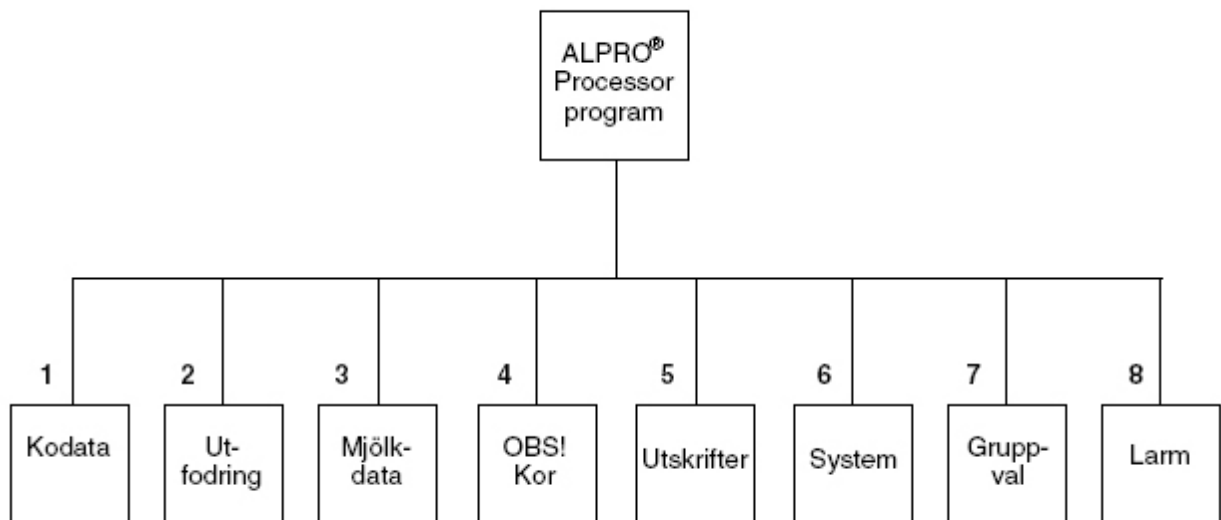 ALPRO®
Processor
program
1
2
3
4
5
6
7
8
Kodata
Ut-
fodring
Mjölk-
data
OBS!
Kor
Utskrifter
System
Grupp-
val
Larm